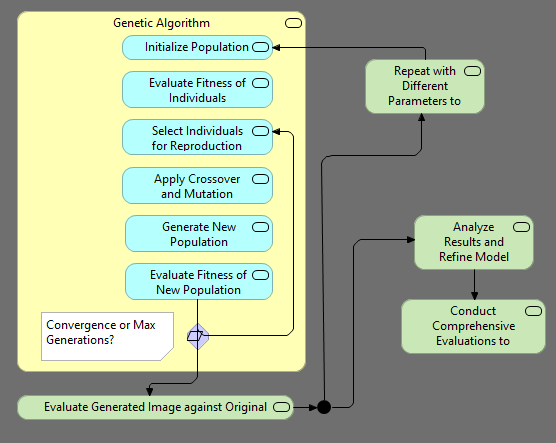 Genetic Algorithm
Initialize Population
Evaluate Fitness of
Individuals
Select Individuals
for Reproduction
Apply Crossover
and Mutation
Generate New
Population
Evaluate Fitness of
New Population
Convergence or Max
Generations?
Evaluate Generated Image against Original
Repeat with
Different
Parameters to
Analyze
Results and
Refine Model
Conduct
Comprehensive
Evaluations to